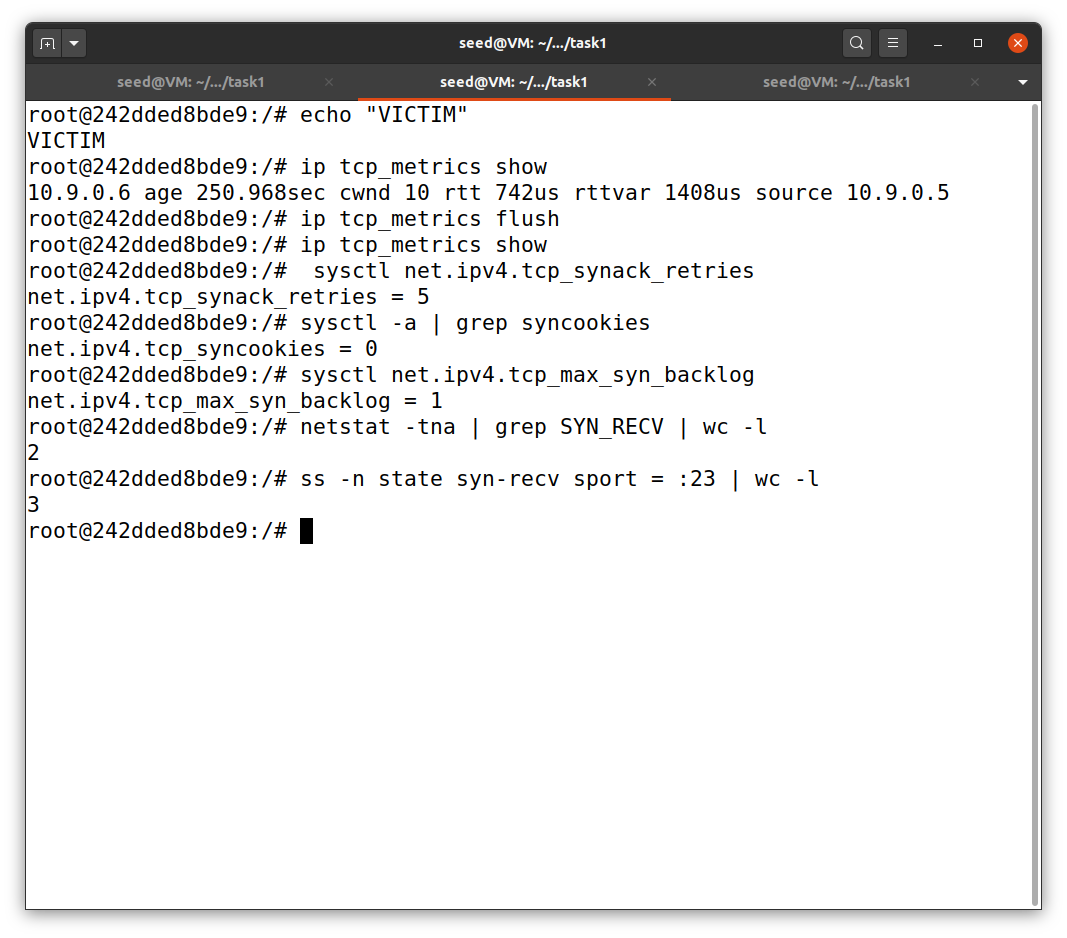 seed@VM: ~/.../task1
seed@VM: ~/.../task1
seed@VM: ~/.../task1
seed@VM: ~/.../task1
root@242dded8bde9:/# echo "VICTIM"
VICTIM
root@242dded8bde9:/# ip tcp_metrics show
10.9.0.6 age 250.968sec cwnd 10 rtt 742us rttvar 1408us source 10.9.0.5
root@242dded8bde9:/# ip tcp_metrics flush
root@242dded8bde9:/# ip tcp_metrics show
root@242dded8bde9:/#  sysctl net.ipv4.tcp_synack_retries
net.ipv4.tcp_synack_retries = 5
root@242dded8bde9:/# sysctl -a | grep syncookies
net.ipv4.tcp_syncookies = 0
root@242dded8bde9:/# sysctl net.ipv4.tcp_max_syn_backlog
net.ipv4.tcp_max_syn_backlog = 1
root@242dded8bde9:/# netstat -tna | grep SYN_RECV | wc -l
2
root@242dded8bde9:/# ss -n state syn-recv sport = :23 | wc -l
3
root@242dded8bde9:/#